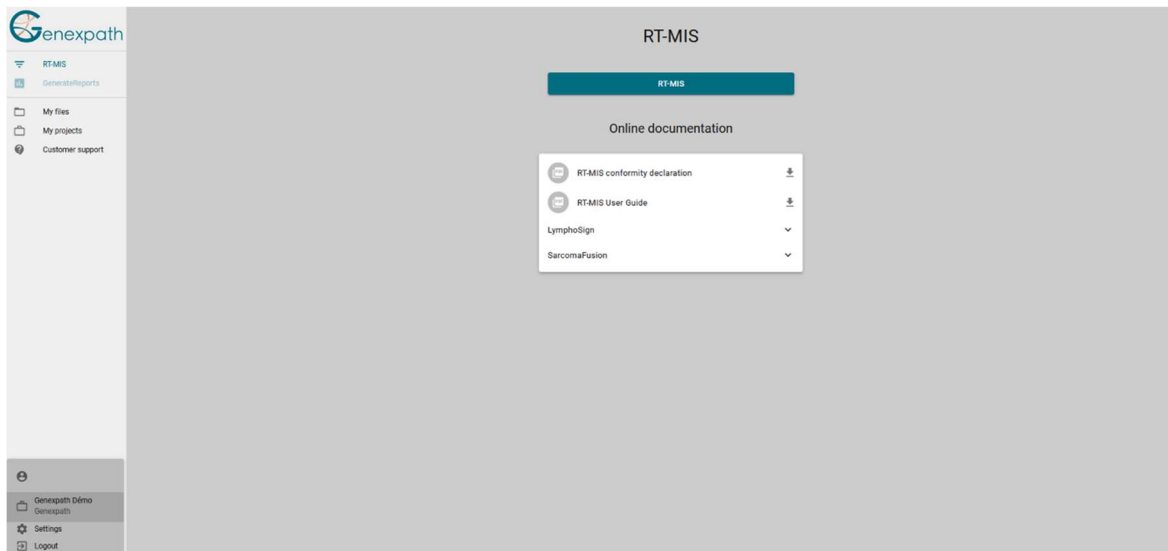 Genexpath
RT-MIS
GenerateReports
My files
My projects
Customer support
Genexpath Démo
Genexpath
Settings
Logout
RT-MIS
RT-MIS
Online documentation
RT-MIS conformity declaration
RT-MIS User Guide
LymphoSign
SarcomaFusion